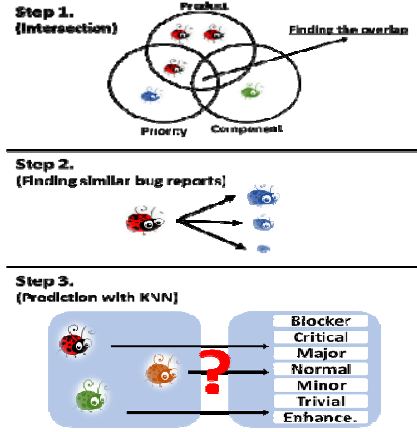 Step 1.
(Intersection)
Product
Finding the overlap
Priority
Component
Step 2.
(Finding similar bug reports)
Step 3.
(Prediction with KNN)
?
Blocker
Critical
Major
Normal
Minor
Trivial
Enhance.